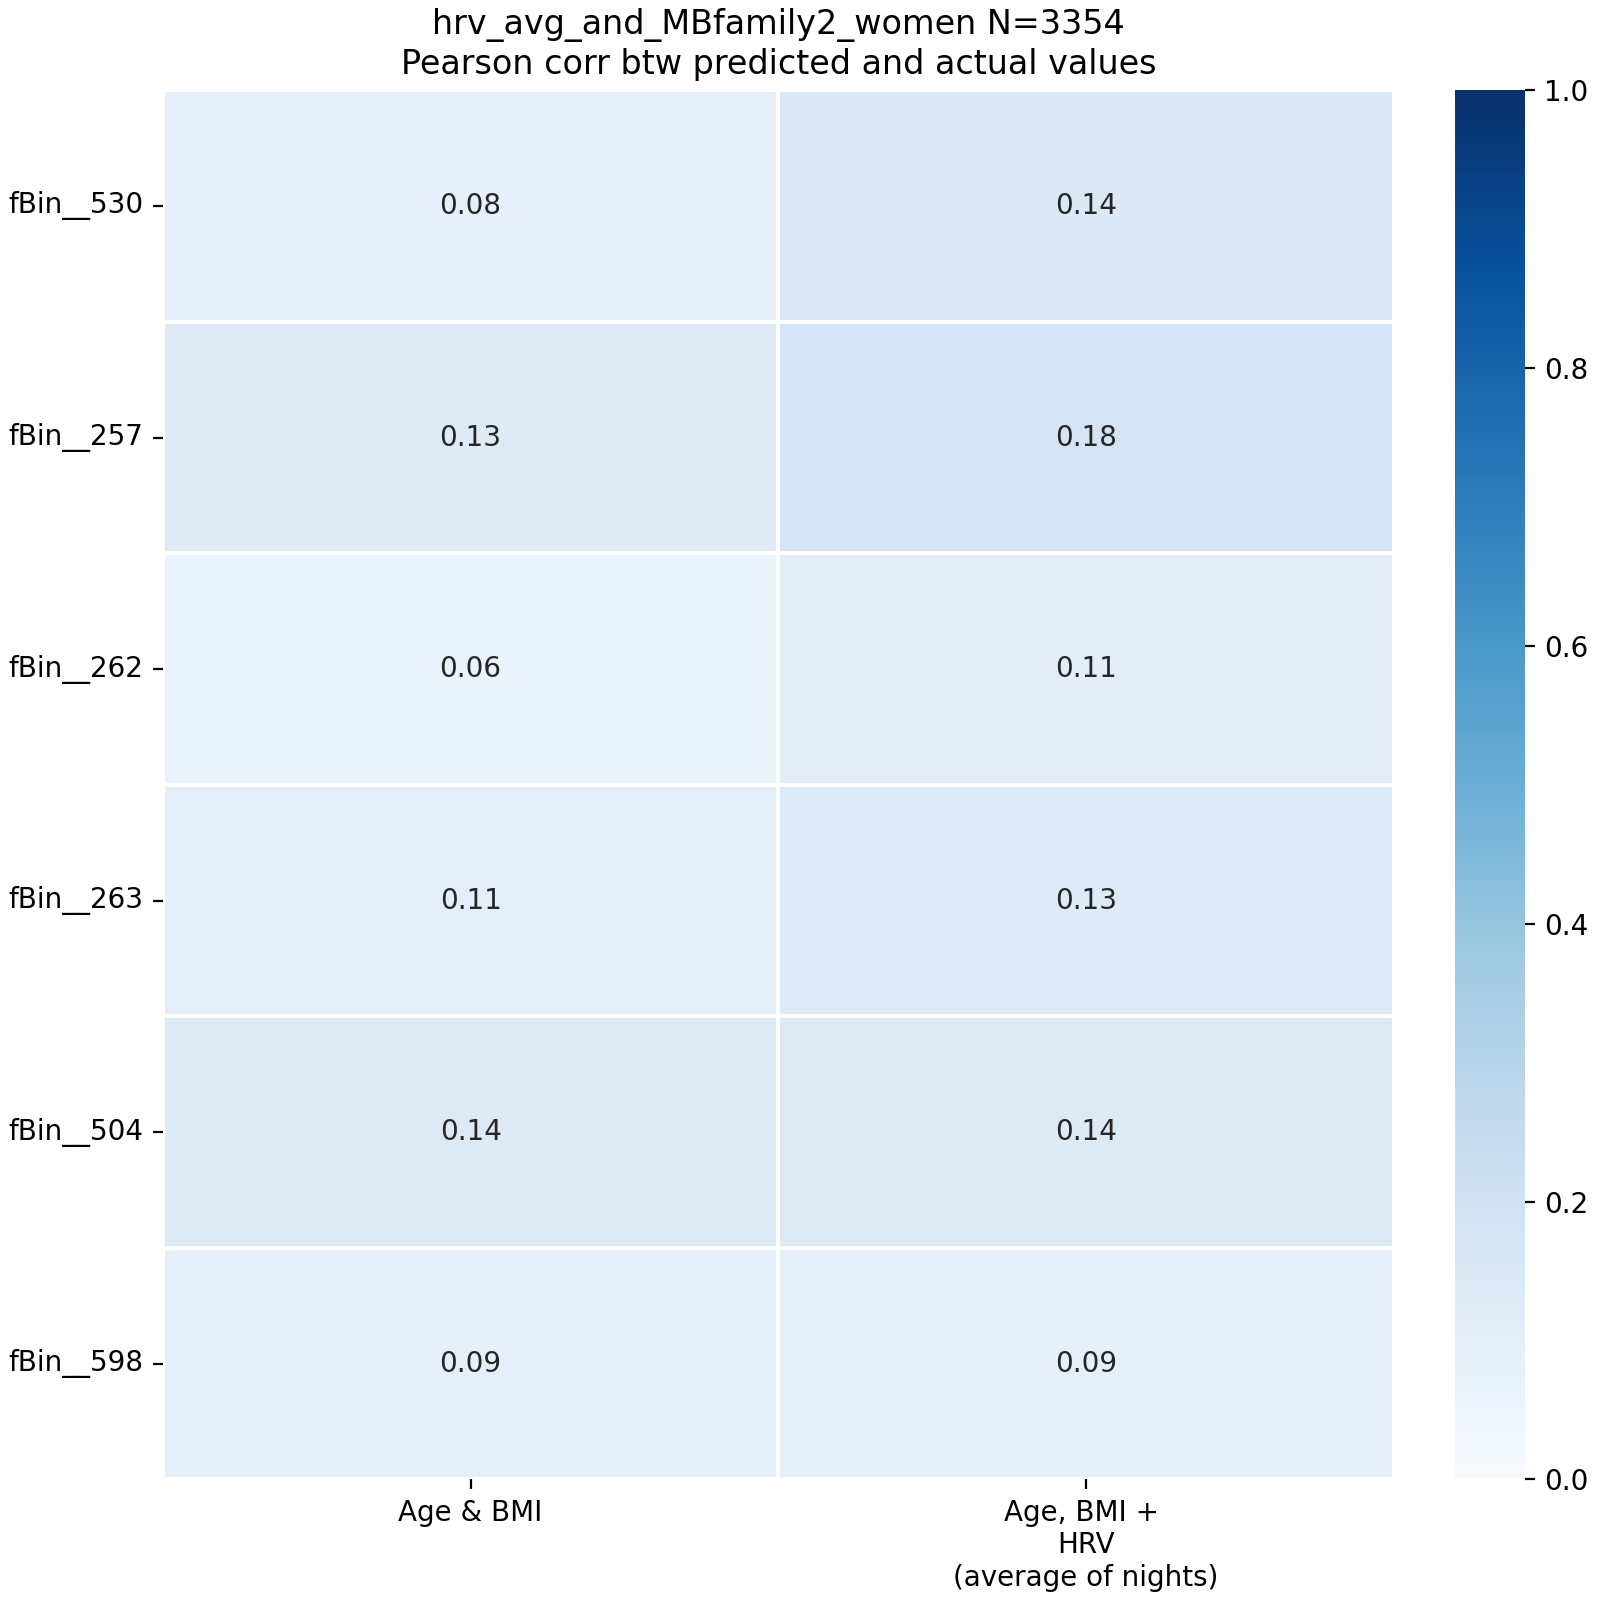 hrv_avg_and_MBfamily2_women N=3354
Pearson corr btw predicted and actual values
fBin__530
0.08
0.14
fBin__257
0.13
0.18
fBin__262
0.06
0.11
fBin__263
0.11
0.13
fBin__504
0.14
0.14
fBin__598
0.09
0.09
Age & BMI
Age, BMI +
HRV
(average of nights)
1.0
0.8
0.6
0.4
0.2
0.0